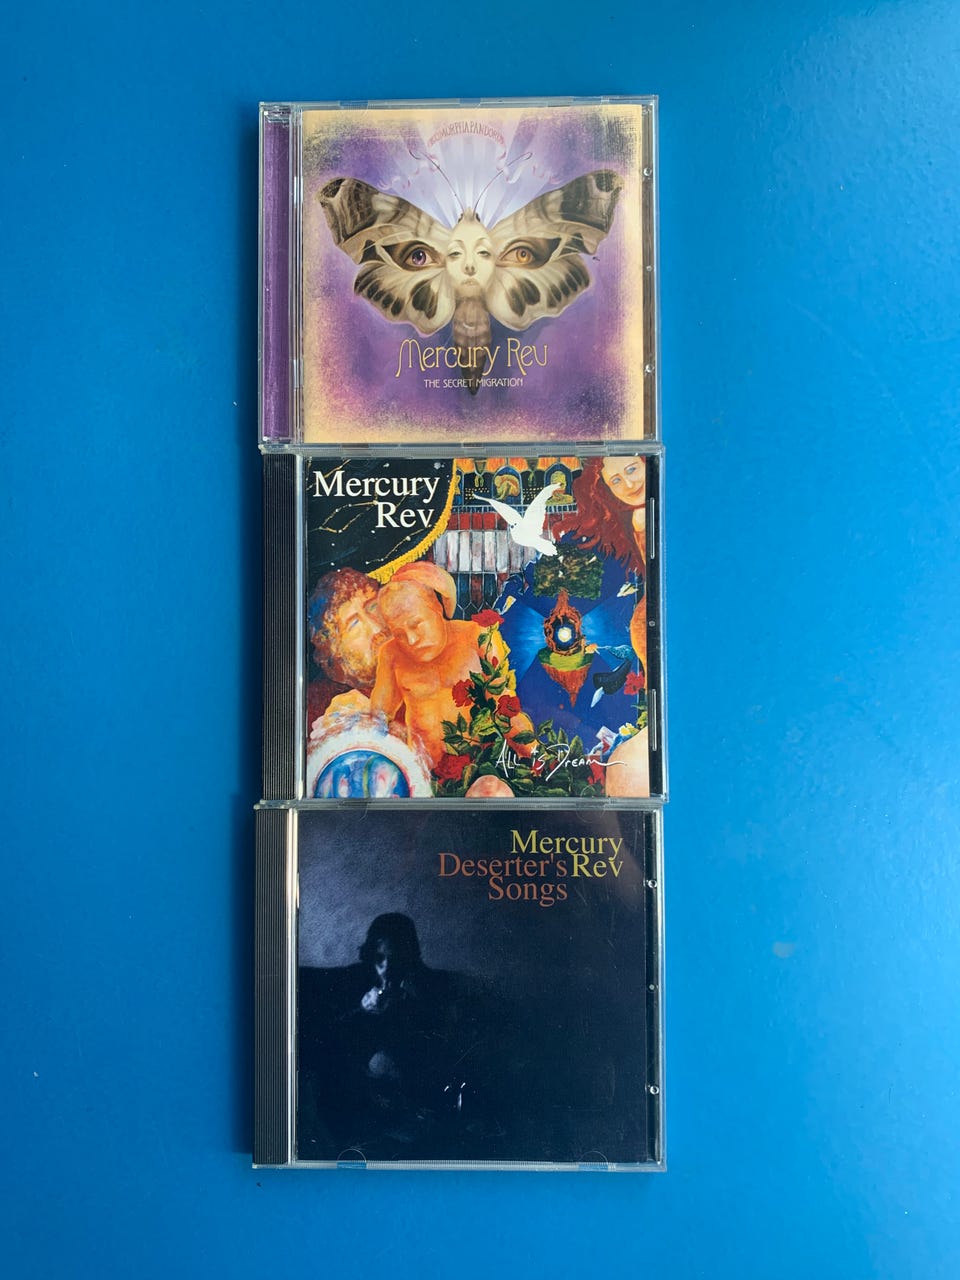 Mercury Rev
THE SECRET MIGRATION
Mercury
Rev
ALL is DREAM
Mercury
Deserter's Rev
Songs